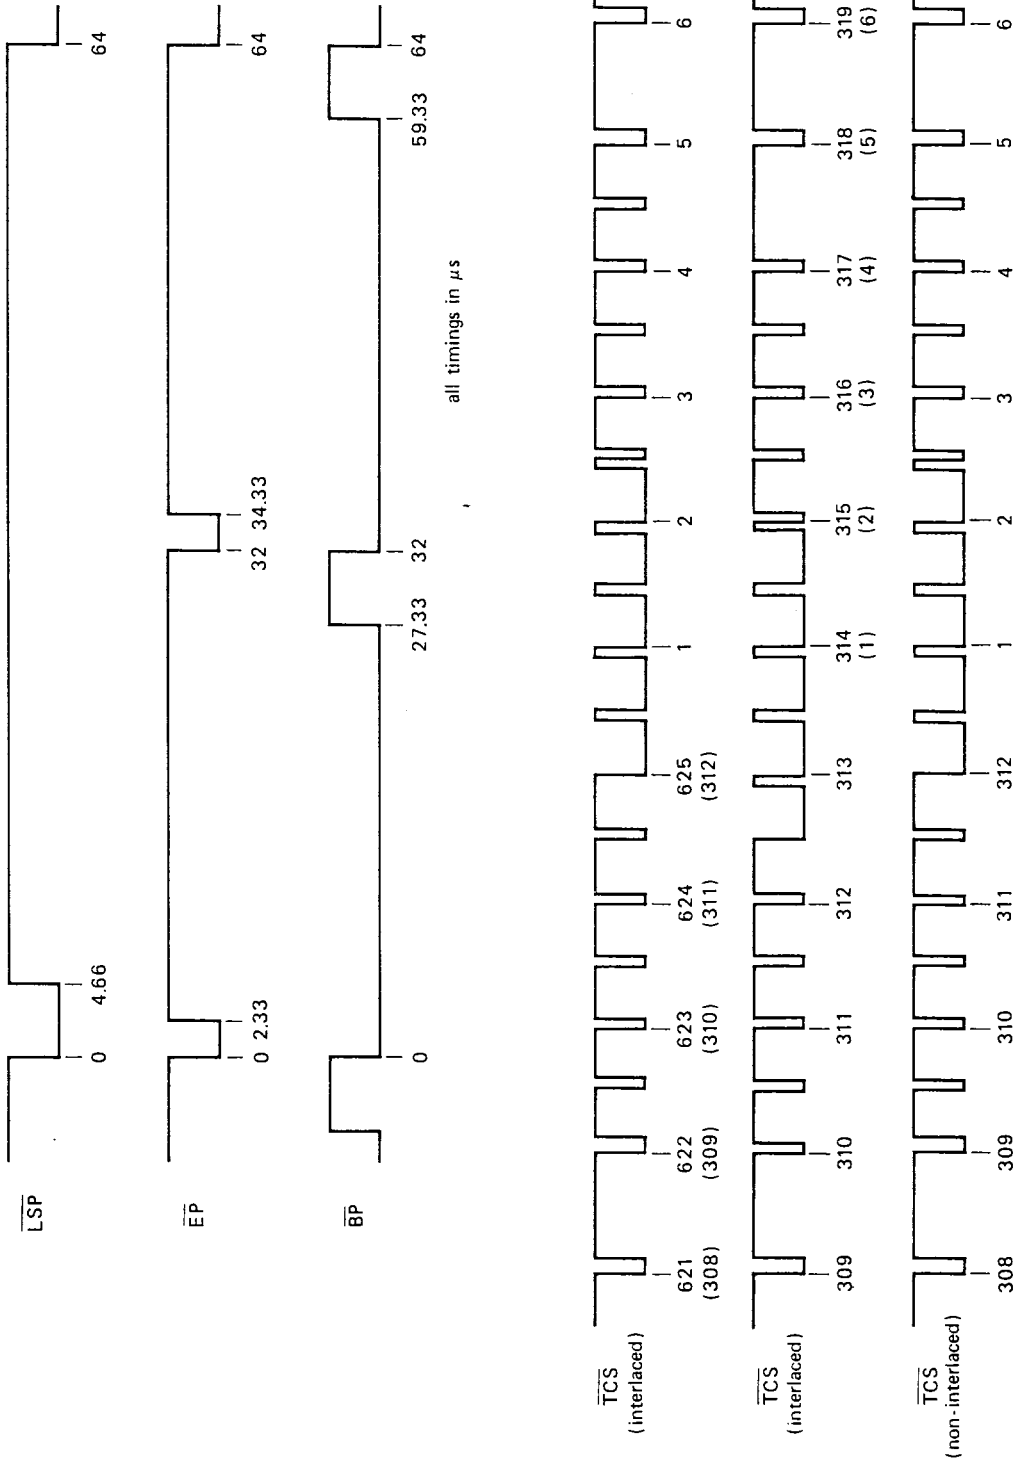 LSP
0 4.66 64
EP
0 2.33 32 34.33 64
BP
0 27.33 32 59.33 64
all timings in μs
TCS
(interlaced)
621 622 623 624 625 1 2 3 4 5 6
(308) (309) (310) (311) (312)
TCS
(interlaced)
309 310 311 312 313 314 315 316 317 318 319
(1) (2) (3) (4) (5) (6)
TCS
(non-interlaced)
308 309 310 311 312 1 2 3 4 5 6